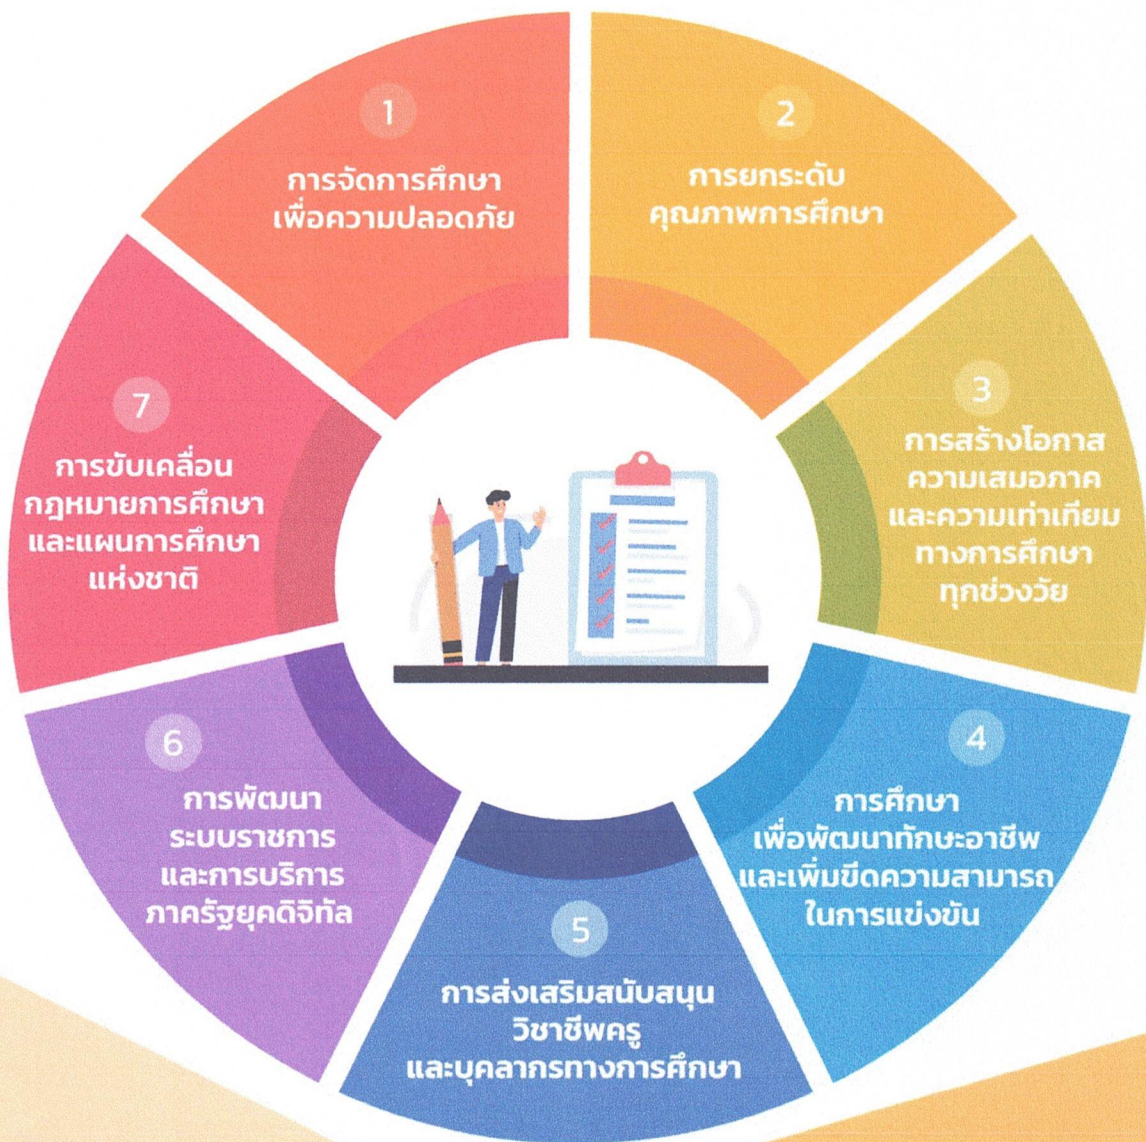 1
การจัดการศึกษา
เพื่อความปลอดภัย
2
การยกระดับ
คุณภาพการศึกษา
3
การสร้างโอกาส
ความเสมอภาค
และความเท่าเทียม
ทางการศึกษา
ทุกช่วงวัย
4
การศึกษา
เพื่อพัฒนาทักษะอาชีพ
และเพิ่มขีดความสามารถ
ในการแข่งขัน
5
การส่งเสริมสนับสนุน
วิชาชีพครู
และบุคลากรทางการศึกษา
6
การพัฒนา
ระบบราชการ
และการบริการ
ภาครัฐยุคดิจิทัล
7
การขับเคลื่อน
กฎหมายการศึกษา
และแผนการศึกษา
แห่งชาติ